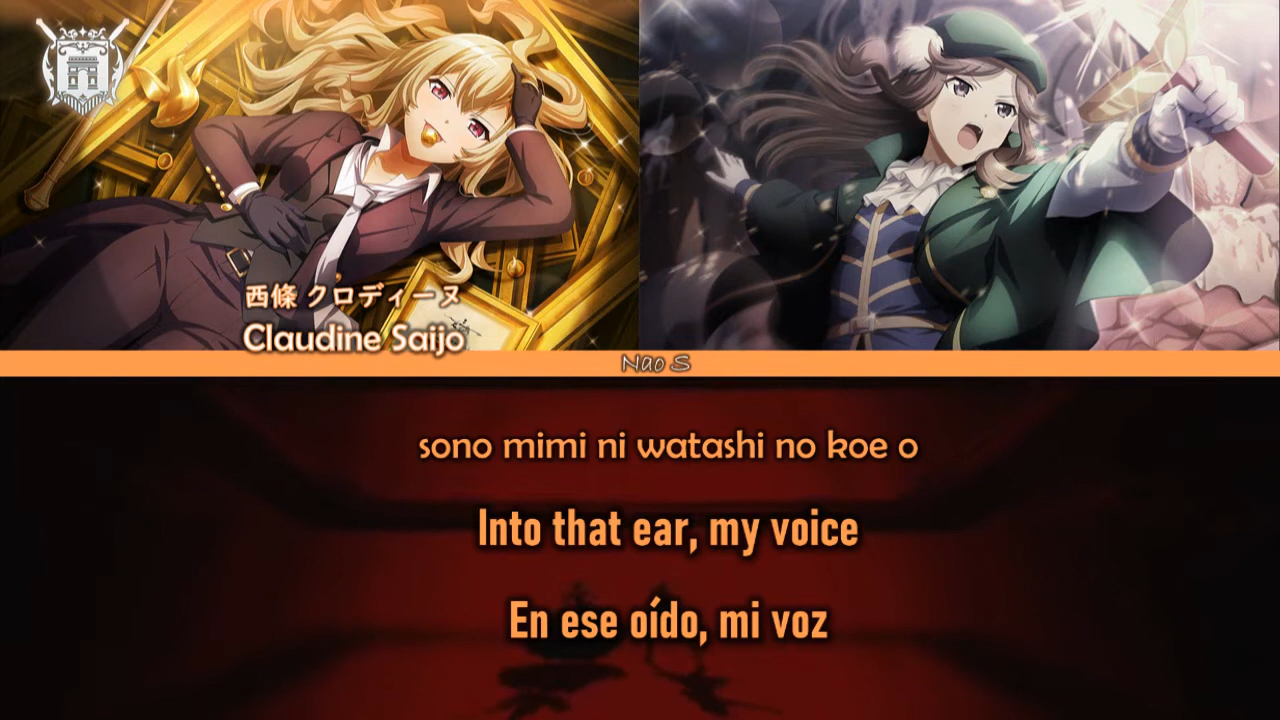 西條 クロディーヌ
Claudine Saijo
Nao S
sono mimi ni watashi no koe o
Into that ear, my voice
En ese oído, mi voz